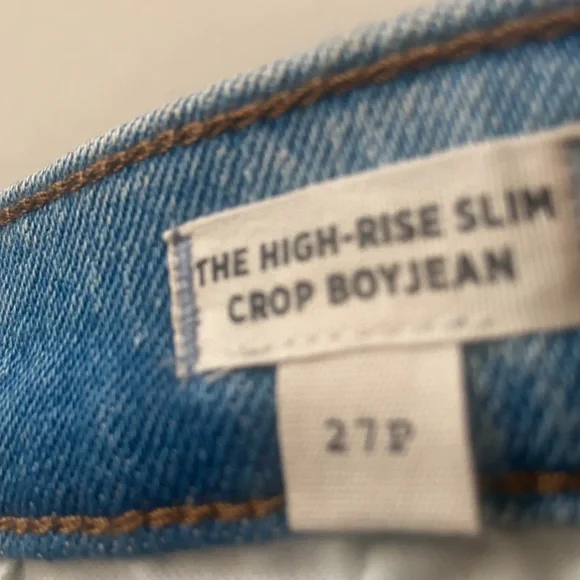 THE HIGH-RISE SLIM
CROP BOYJEAN
27P